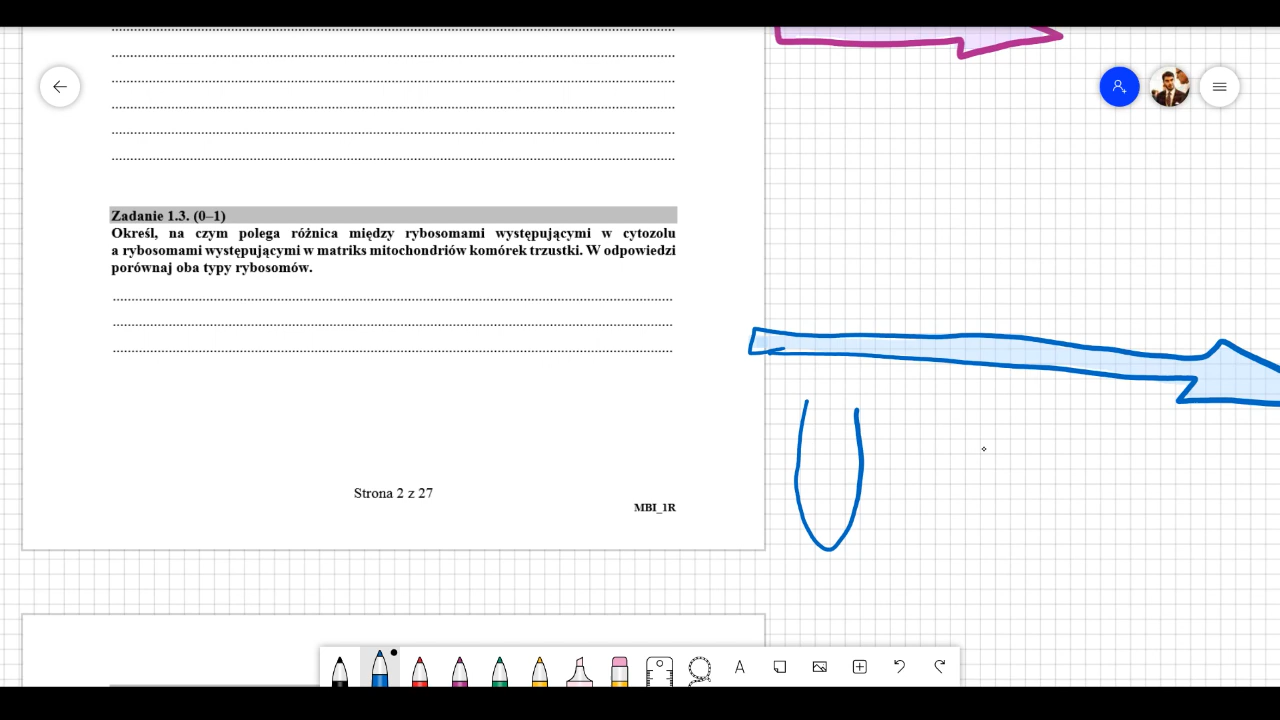 Zadanie 1.3. (0–1)
Określ, na czym polega różnica między rybosomami występującymi w cytozolu
a rybosomami występującymi w matriks mitochondriów komórek trzustki. W odpowiedzi
porównaj oba typy rybosomów.
Strona 2 z 27
MBI_1R
A